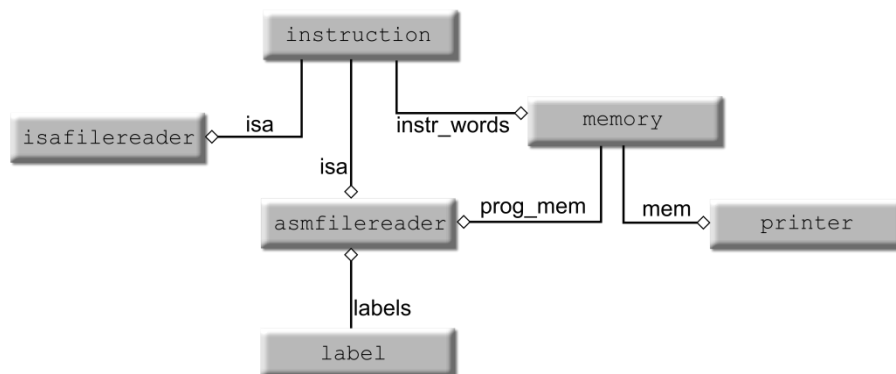 instruction
isafilereader
isa
instr_words
memory
isa
asmfilereader
prog_mem
mem
printer
labels
label